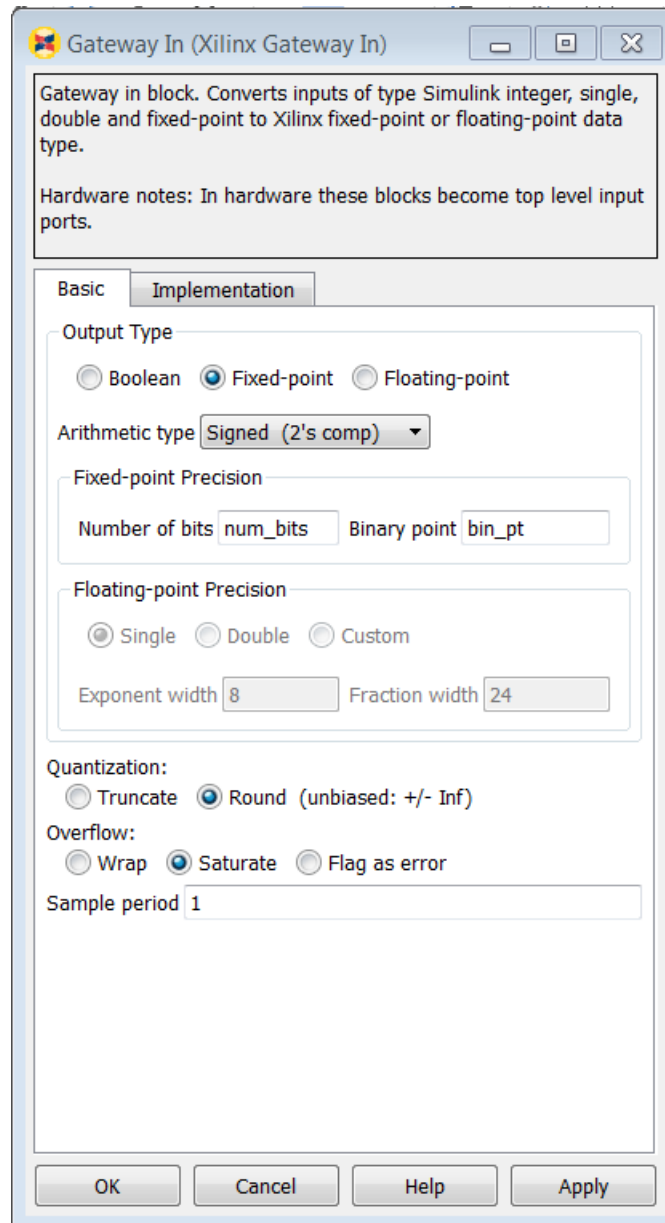 Gateway In (Xilinx Gateway In)
Gateway in block. Converts inputs of type Simulink integer, single,
double and fixed-point to Xilinx fixed-point or floating-point data
type.
Hardware notes: In hardware these blocks become top level input
ports.
Basic Implementation
Output Type
Boolean Fixed-point Floating-point
Arithmetic type Signed (2's comp)
Fixed-point Precision
Number of bits num_bits Binary point bin_pt
Floating-point Precision
Single Double Custom
Exponent width 8 Fraction width 24
Quantization:
Truncate Round (unbiased: +/- Inf)
Overflow:
Wrap Saturate Flag as error
Sample period 1
OK Cancel Help Apply